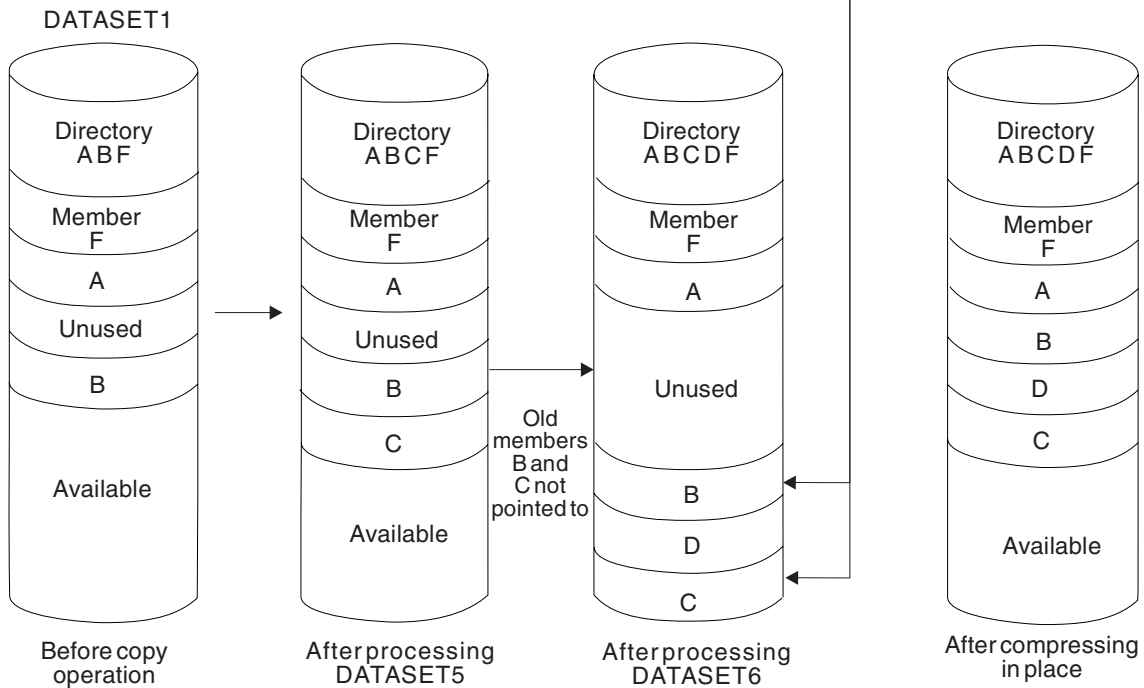 DATASET1
Directory
A B F
Member
F
A
Unused
B
Available
Before copy
operation
Directory
A B C F
Member
F
A
Unused
B
C
Available
After processing
DATASET5
Old
members
B and
C not
pointed to
Directory
A B C D F
Member
F
A
Unused
B
D
C
After processing
DATASET6
Directory
A B C D F
Member
F
A
B
D
C
Available
After compressing
in place